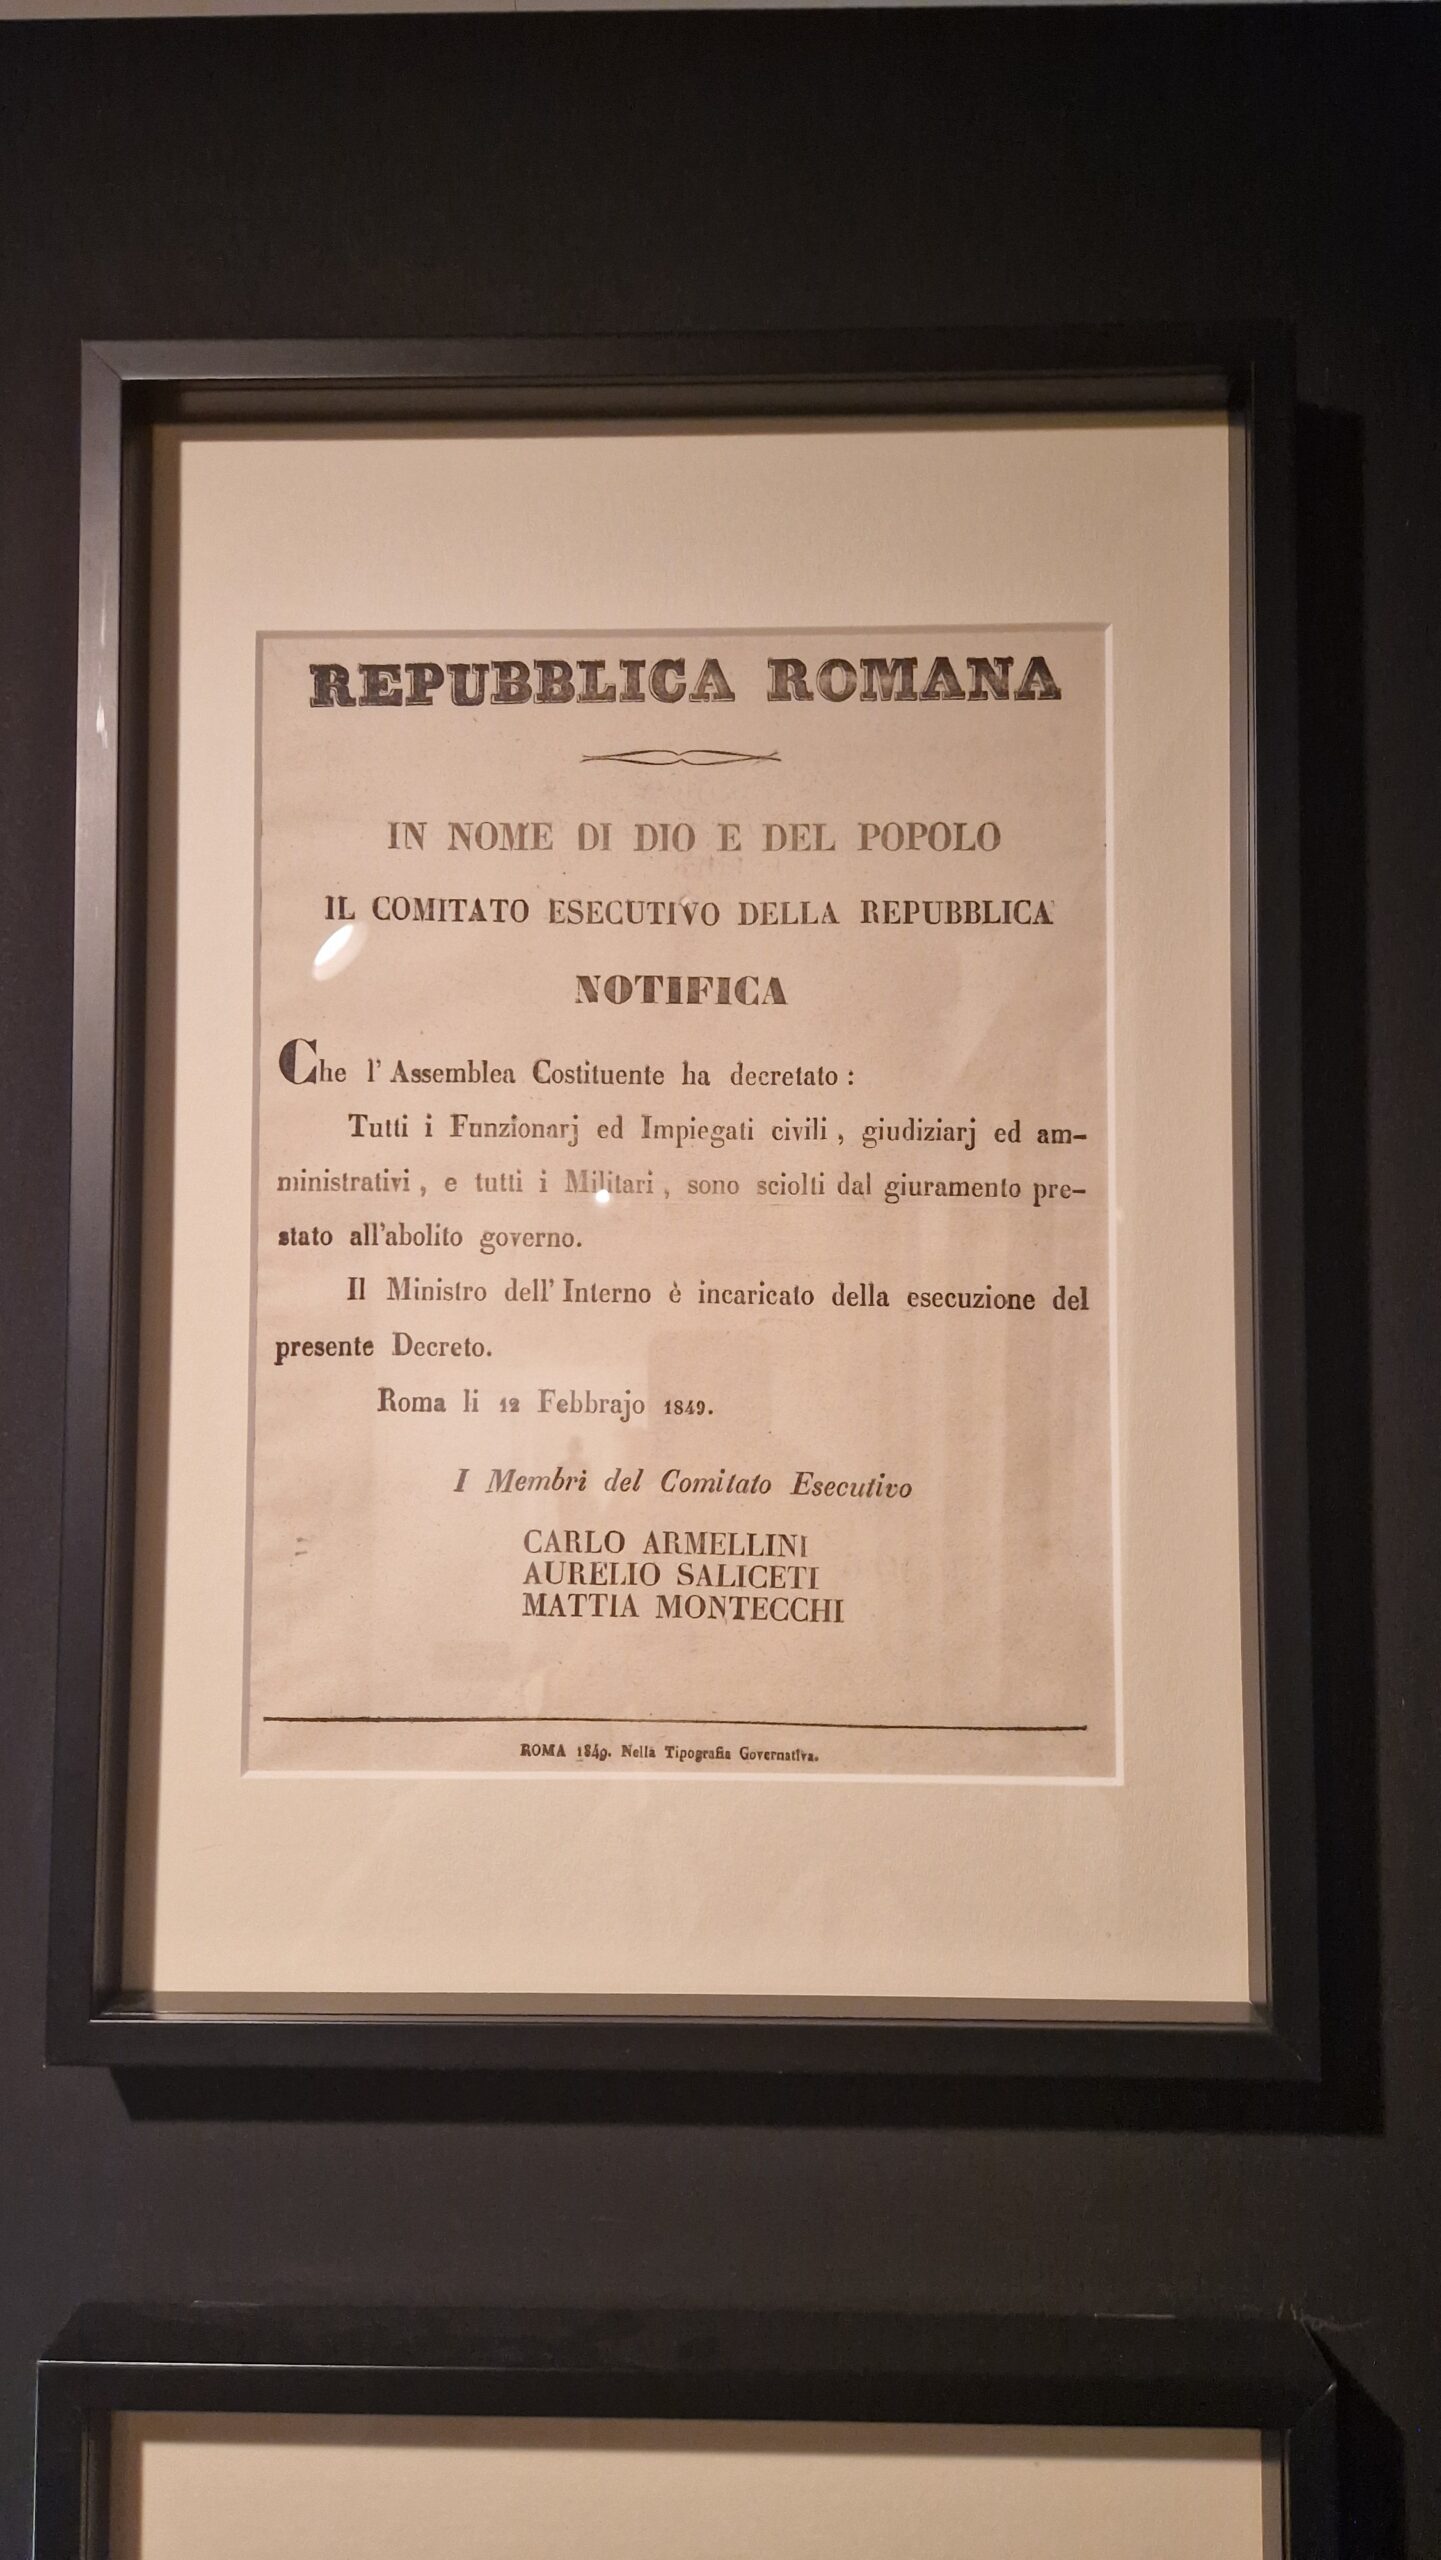 REPUBBLICA ROMANA
IN NOME DI DIO E DEL POPOLO
IL COMITATO ESECUTIVO DELLA REPUBBLICA
NOTIFICA
Che l'Assemblea Costituente ha decretato :
Tutti i Funzionarj ed Impiegati civili , giudiziarj ed am-
ministrativi , e tutti i Militari , sono sciolti dal giuramento pre-
stato all'abolito governo.
Il Ministro dell'Interno è incaricato della esecuzione del
presente Decreto.
Roma li 12 Febbrajo 1849.
I Membri del Comitato Esecutivo
CARLO ARMELLINI
AURELIO SALICETI
MATTIA MONTECCHI
ROMA 1849. Nella Tipografia Governativa.